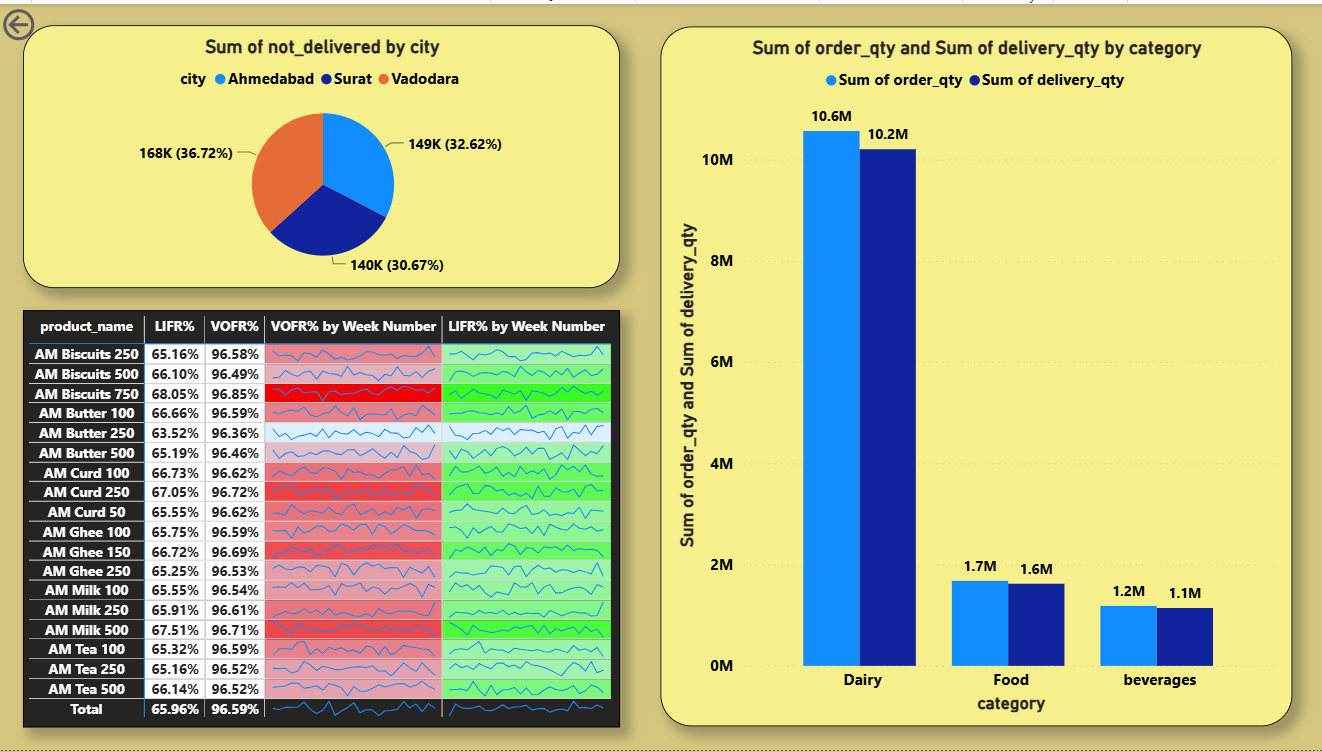 Sum of not_delivered by city
city Ahmedabad Surat Vadodara
149K (32.62%)
168K (36.72%)
140K (30.67%)
product_name LIFR% VOFR% VOFR% by Week Number LIFR% by Week Number
AM Biscuits 250 65.16% 96.58%
AM Biscuits 500 66.10% 96.49%
AM Biscuits 750 68.05% 96.85%
AM Butter 100 66.66% 96.59%
AM Butter 250 63.52% 96.36%
AM Butter 500 65.19% 96.46%
AM Curd 100 66.73% 96.62%
AM Curd 250 67.05% 96.72%
AM Curd 50 65.55% 96.62%
AM Ghee 100 65.75% 96.59%
AM Ghee 150 66.72% 96.69%
AM Ghee 250 65.25% 96.53%
AM Milk 100 65.55% 96.54%
AM Milk 250 65.91% 96.61%
AM Milk 500 67.51% 96.71%
AM Tea 100 65.32% 96.59%
AM Tea 250 65.16% 96.52%
AM Tea 500 66.14% 96.52%
Total 65.96% 96.59%
Sum of order_qty and Sum of delivery_qty by category
Sum of order_qty Sum of delivery_qty
Sum of order_qty and Sum of delivery_qty
10M
8M
6M
4M
2M
0M
10.6M
10.2M
1.7M
1.6M
1.2M
1.1M
Dairy Food beverages
category